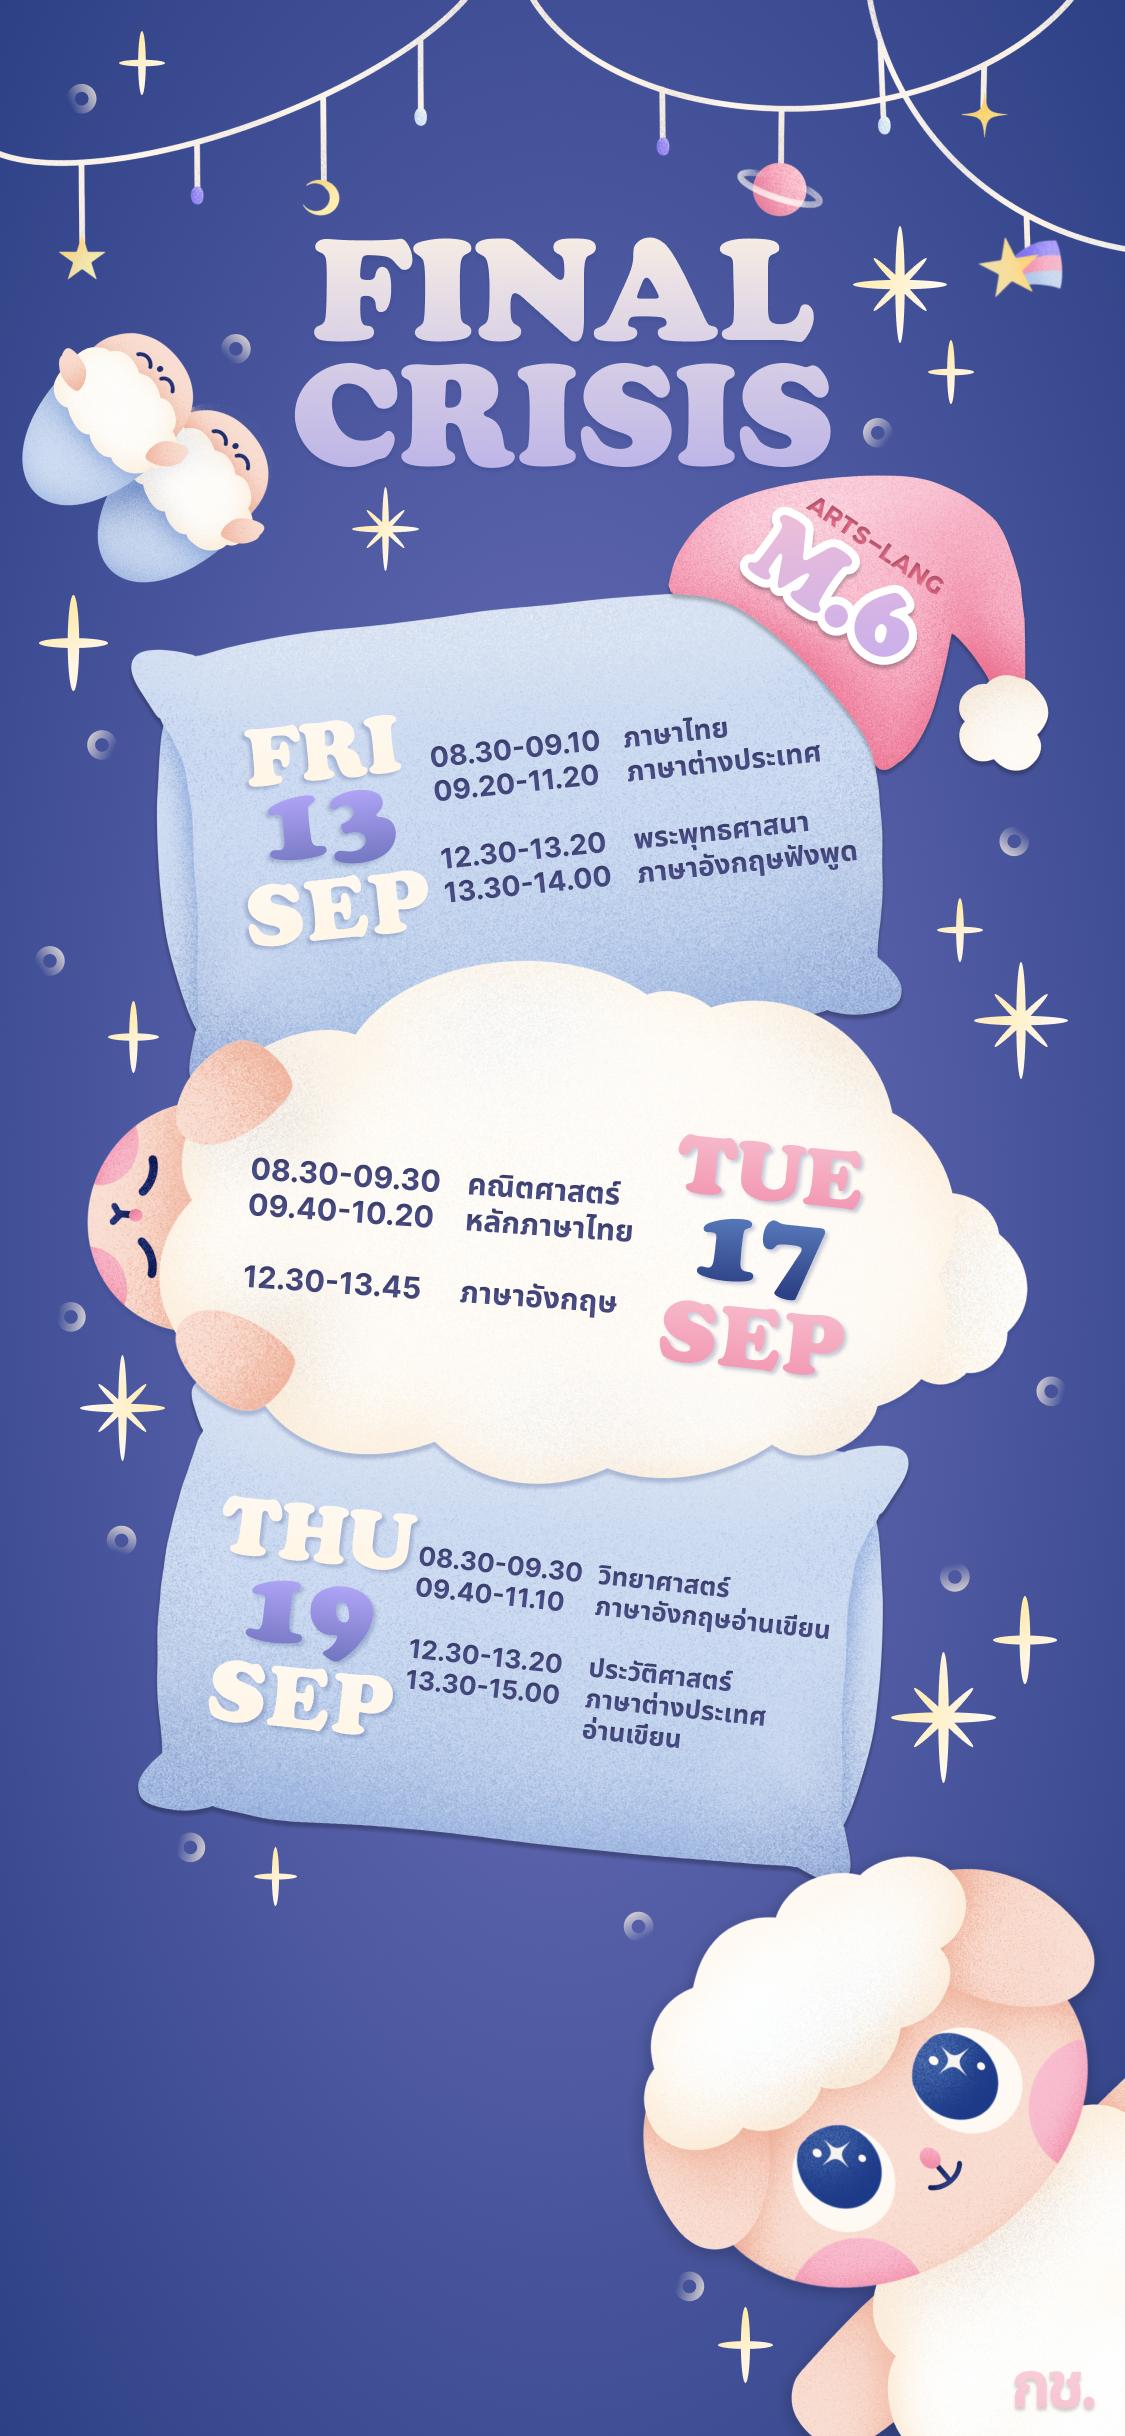 FINAL
CRISIS
ARTS-LANG
M.6
FRI
13
SEP
08.30-09.10 ภาษาไทย
09.20-11.20 ภาษาต่างประเทศ
12.30-13.20 พระพุทธศาสนา
13.30-14.00 ภาษาอังกฤษฟังพูด
08.30-09.30 คณิตศาสตร์
09.40-10.20 หลักภาษาไทย
12.30-13.45 ภาษาอังกฤษ
TUE
17
SEP
THU
19
SEP
08.30-09.30 วิทยาศาสตร์
09.40-11.10 ภาษาอังกฤษอ่านเขียน
12.30-13.20 ประวัติศาสตร์
13.30-15.00 ภาษาต่างประเทศ
อ่านเขียน
กช.